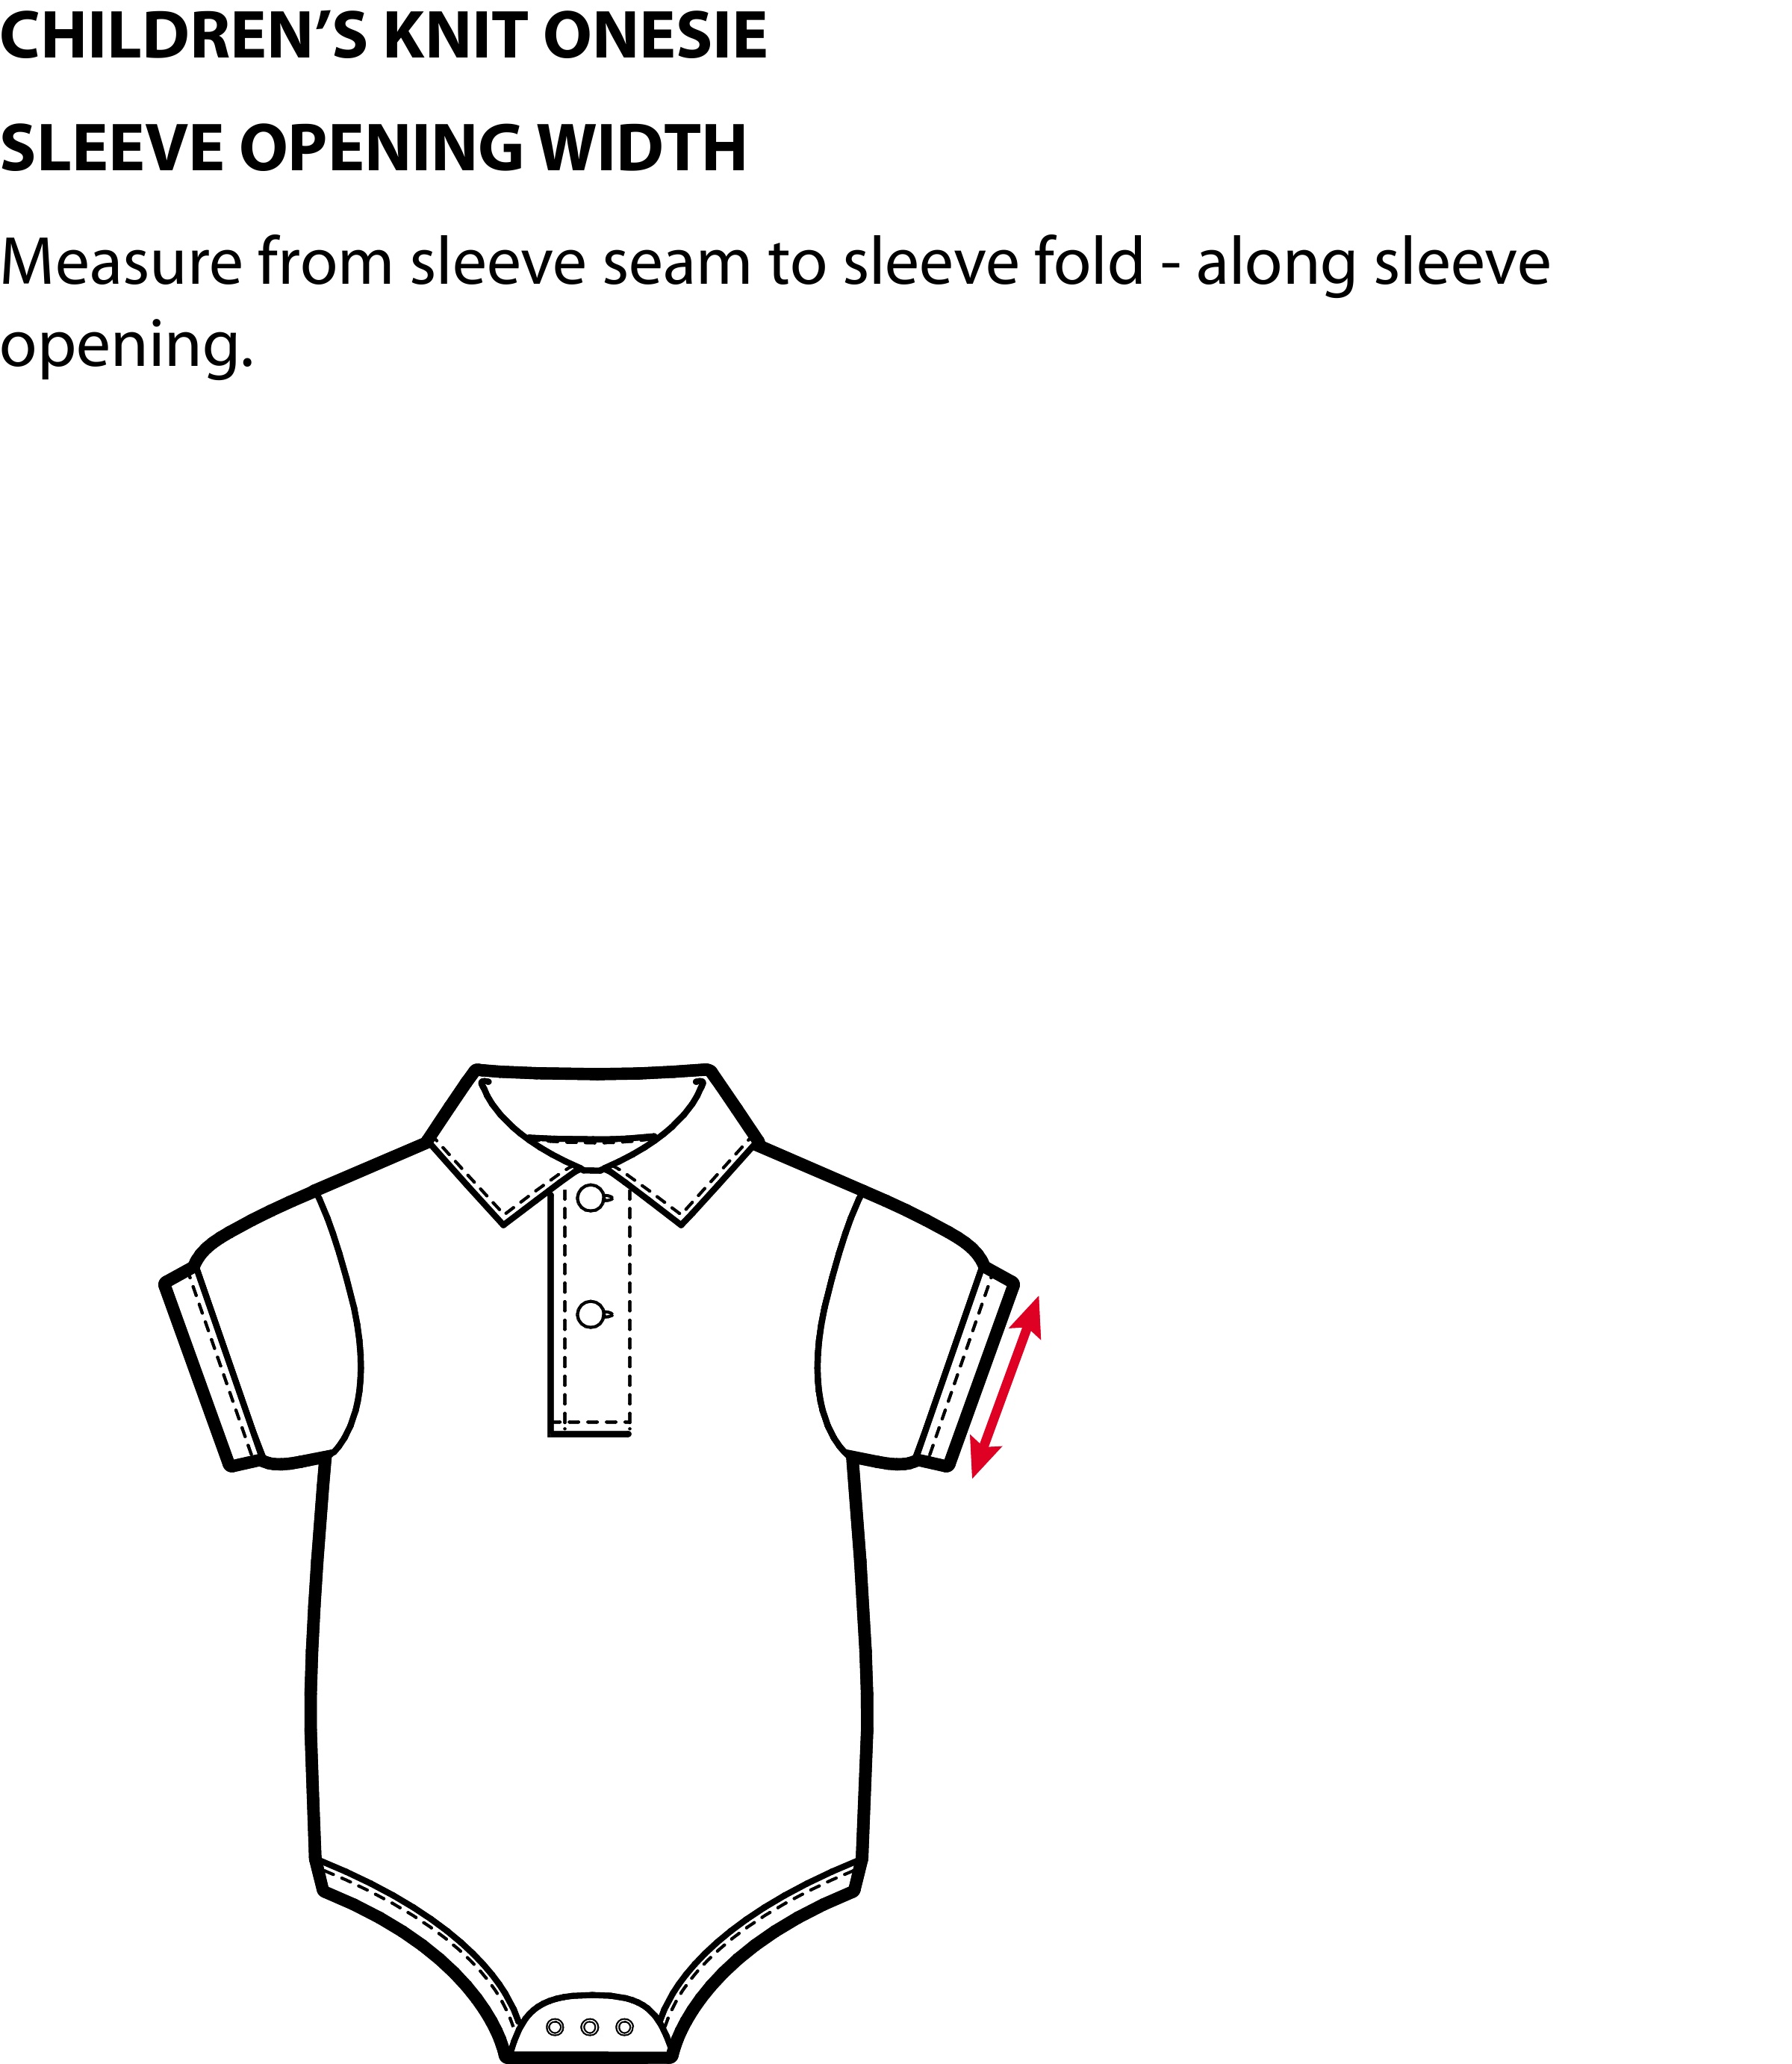 CHILDREN’S KNIT ONESIE
SLEEVE OPENING WIDTH
Measure from sleeve seam to sleeve fold - along sleeve
opening.